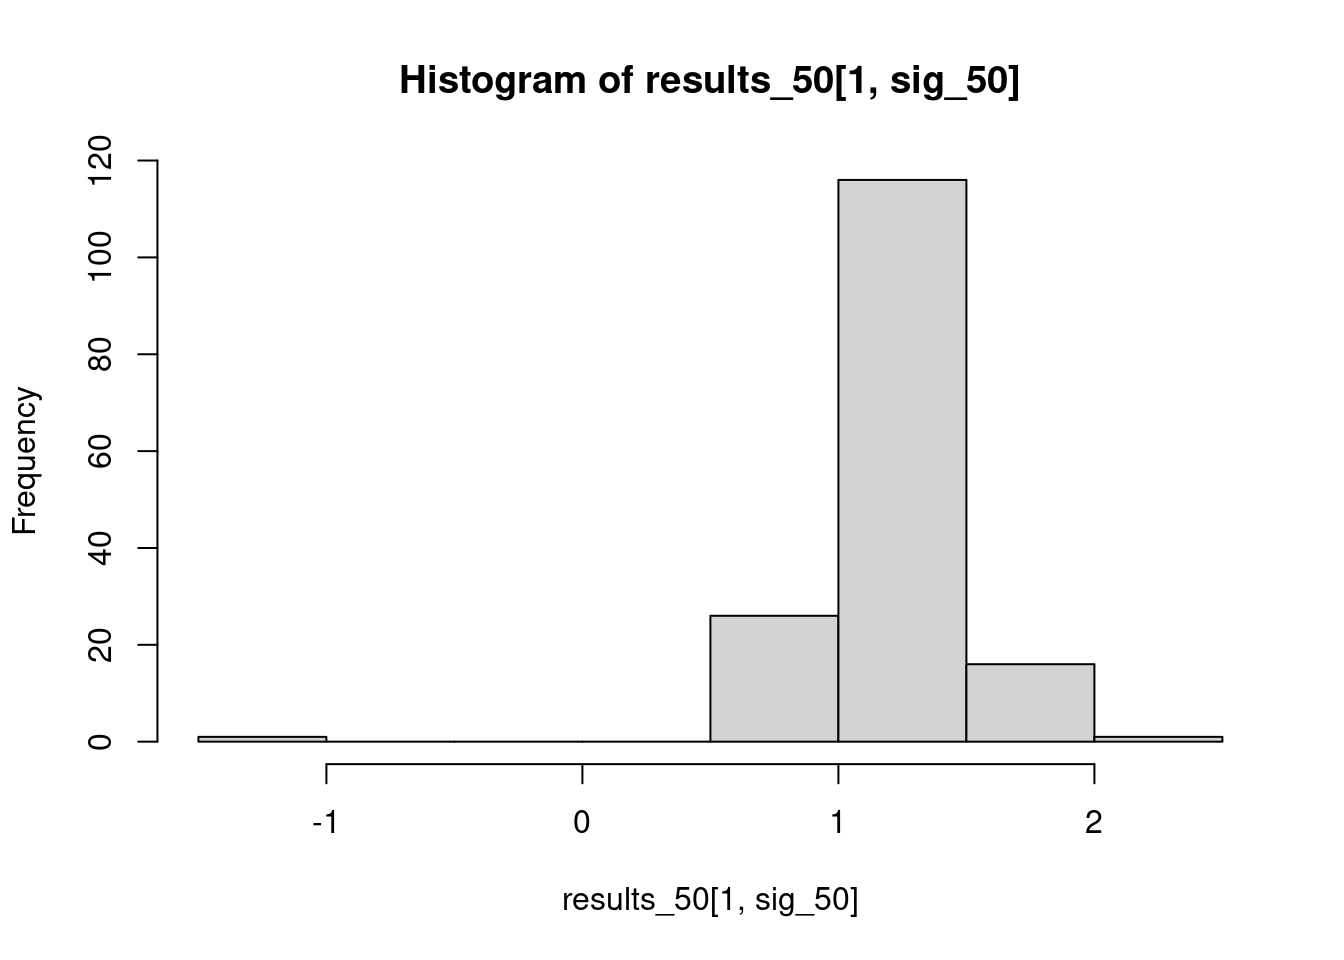 Histogram of results_50[1, sig_50]
Frequency
120
100
80
60
40
20
0
-1 0 1 2
results_50[1, sig_50]